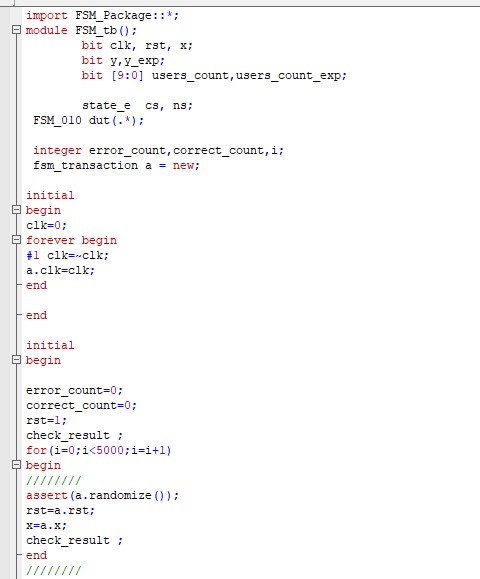 import FSM_Package::*;
module FSM_tb();
bit clk, rst, x;
bit y,y_exp;
bit [9:0] users_count,users_count_exp;
state_e  cs, ns;
FSM_010 dut(.*);
integer error_count,correct_count,i;
fsm_transaction a = new;
initial
begin
clk=0;
forever begin
#1 clk=~clk;
a.clk=clk;
end
end
initial
begin
error_count=0;
correct_count=0;
rst=1;
check_result ;
for(i=0;i<5000;i=i+1)
begin
////////
assert(a.randomize());
rst=a.rst;
x=a.x;
check_result ;
end
////////